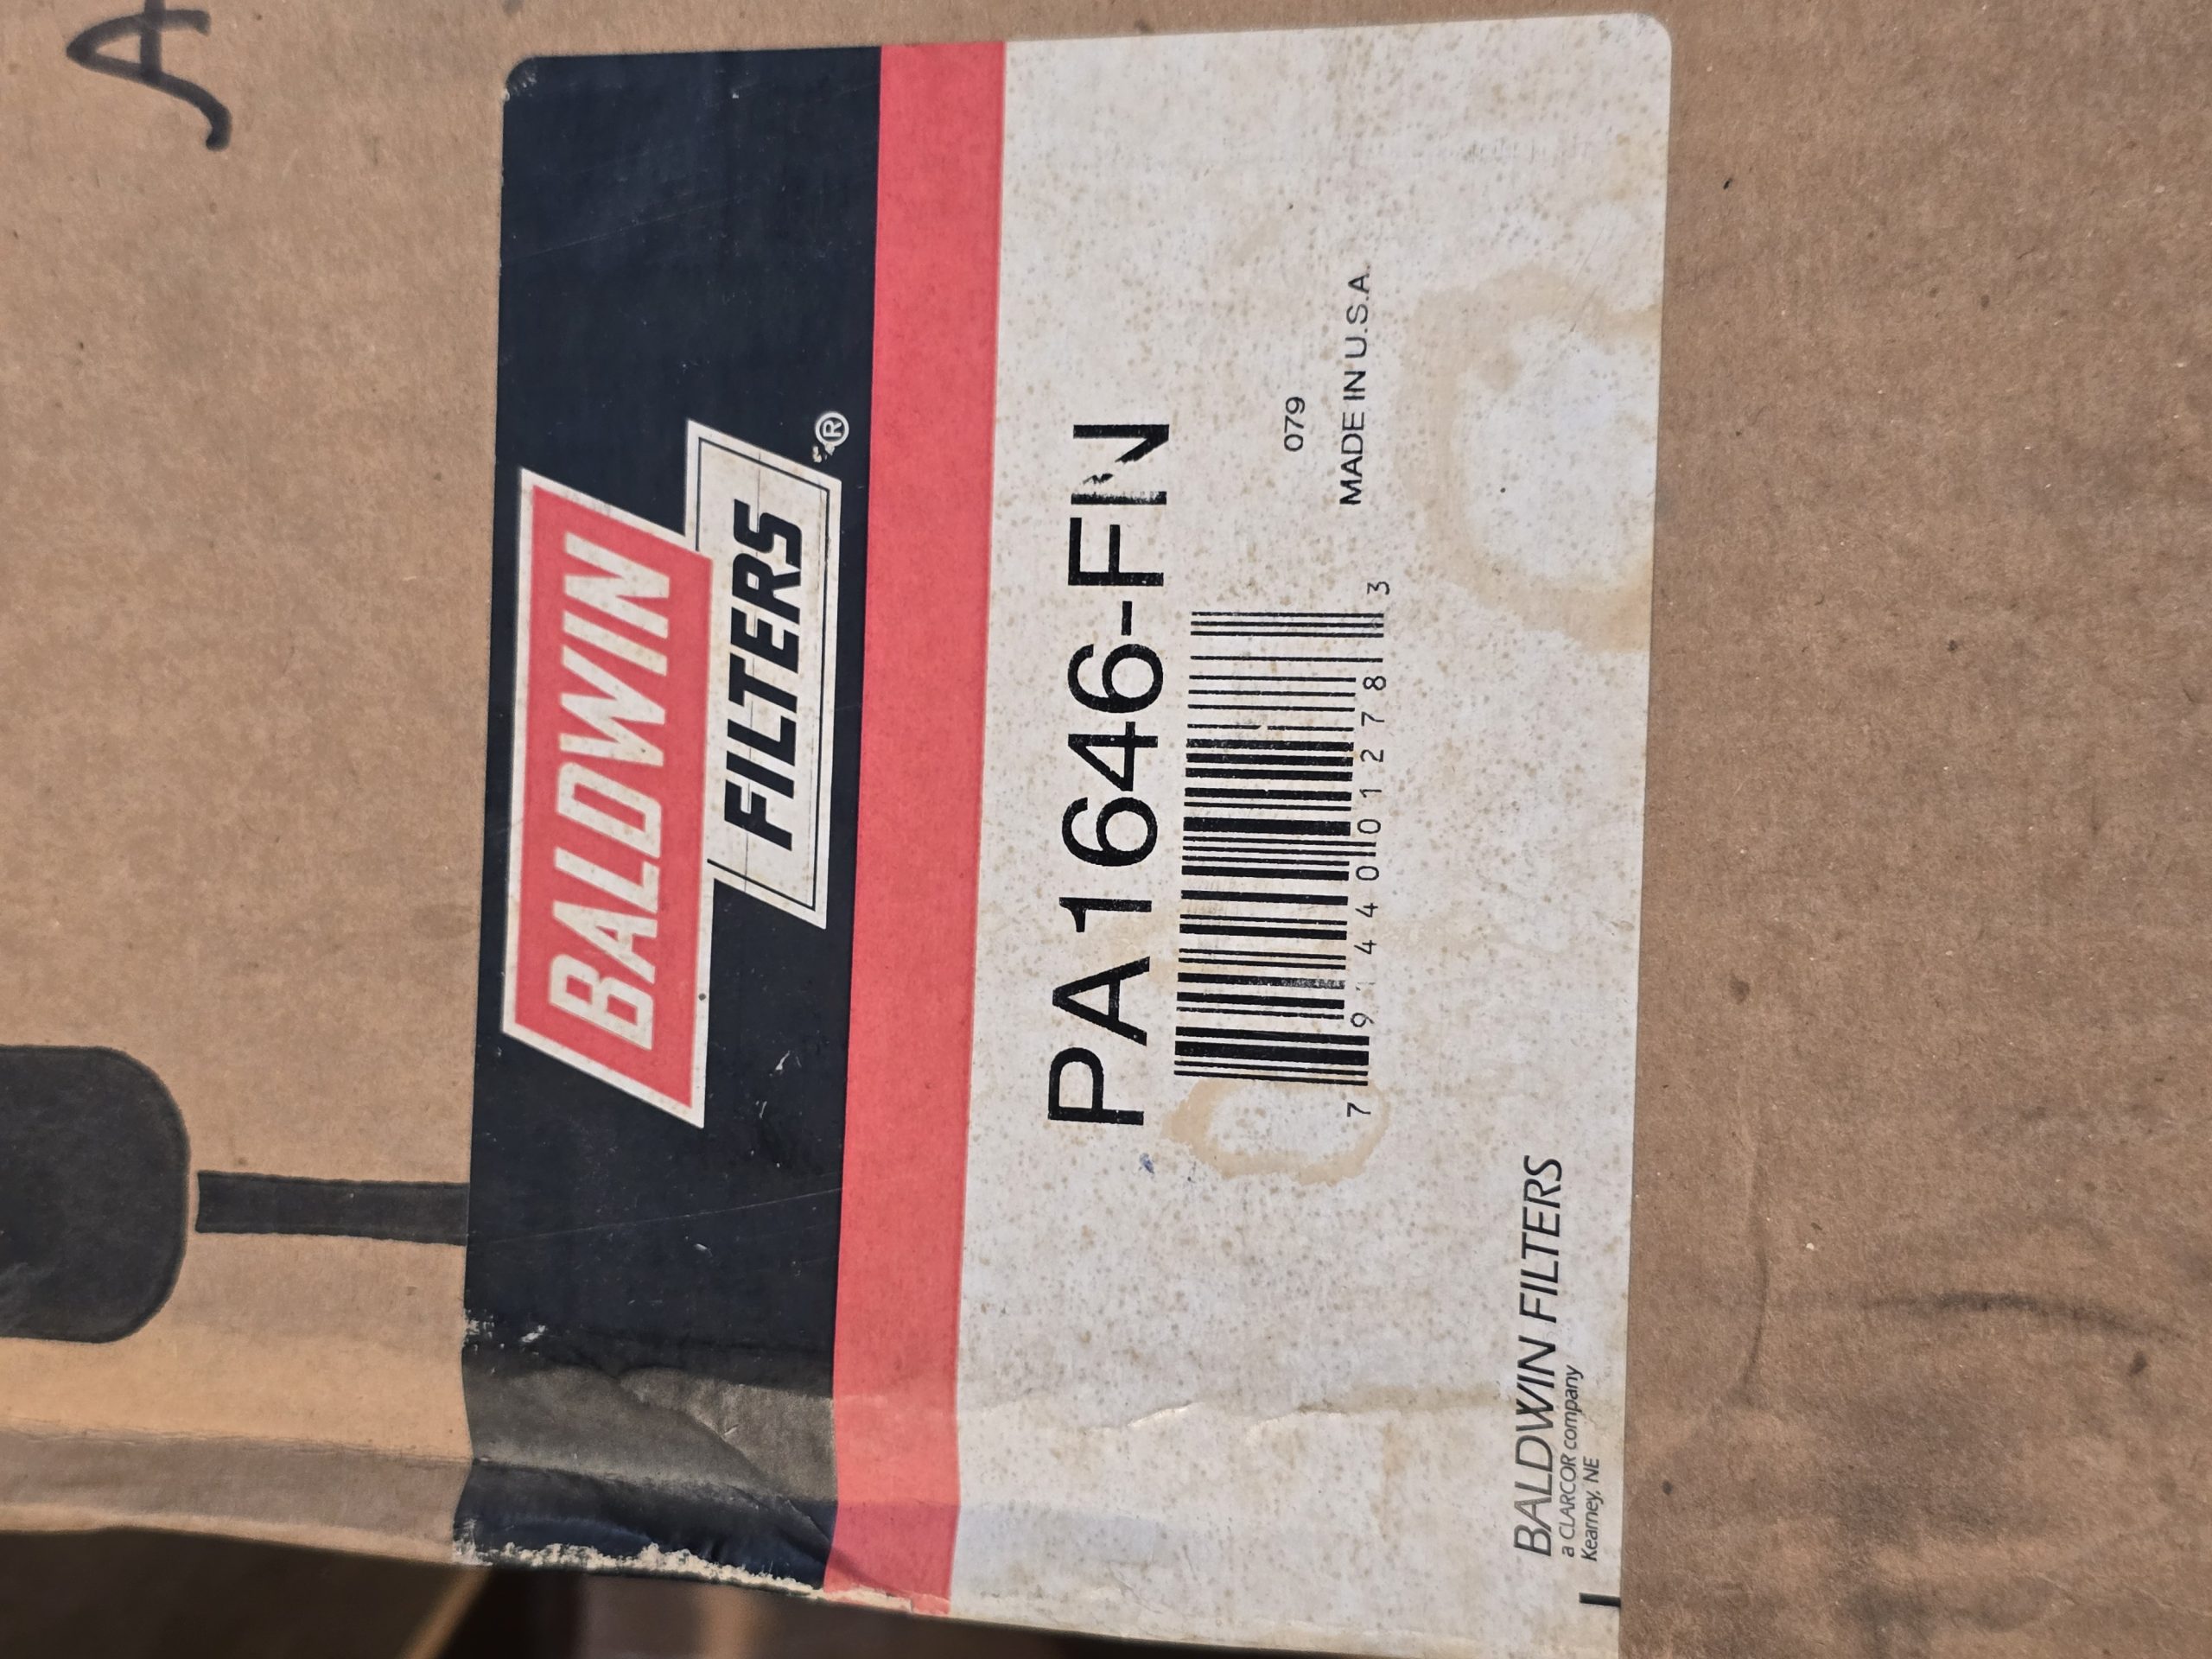 A
BALDWIN
FILTERS®
PA1646-FN
7 91440 01278 3
079
MADE IN U.S.A.
BALDWIN FILTERS
a CLARCOR company
Kearney, NE